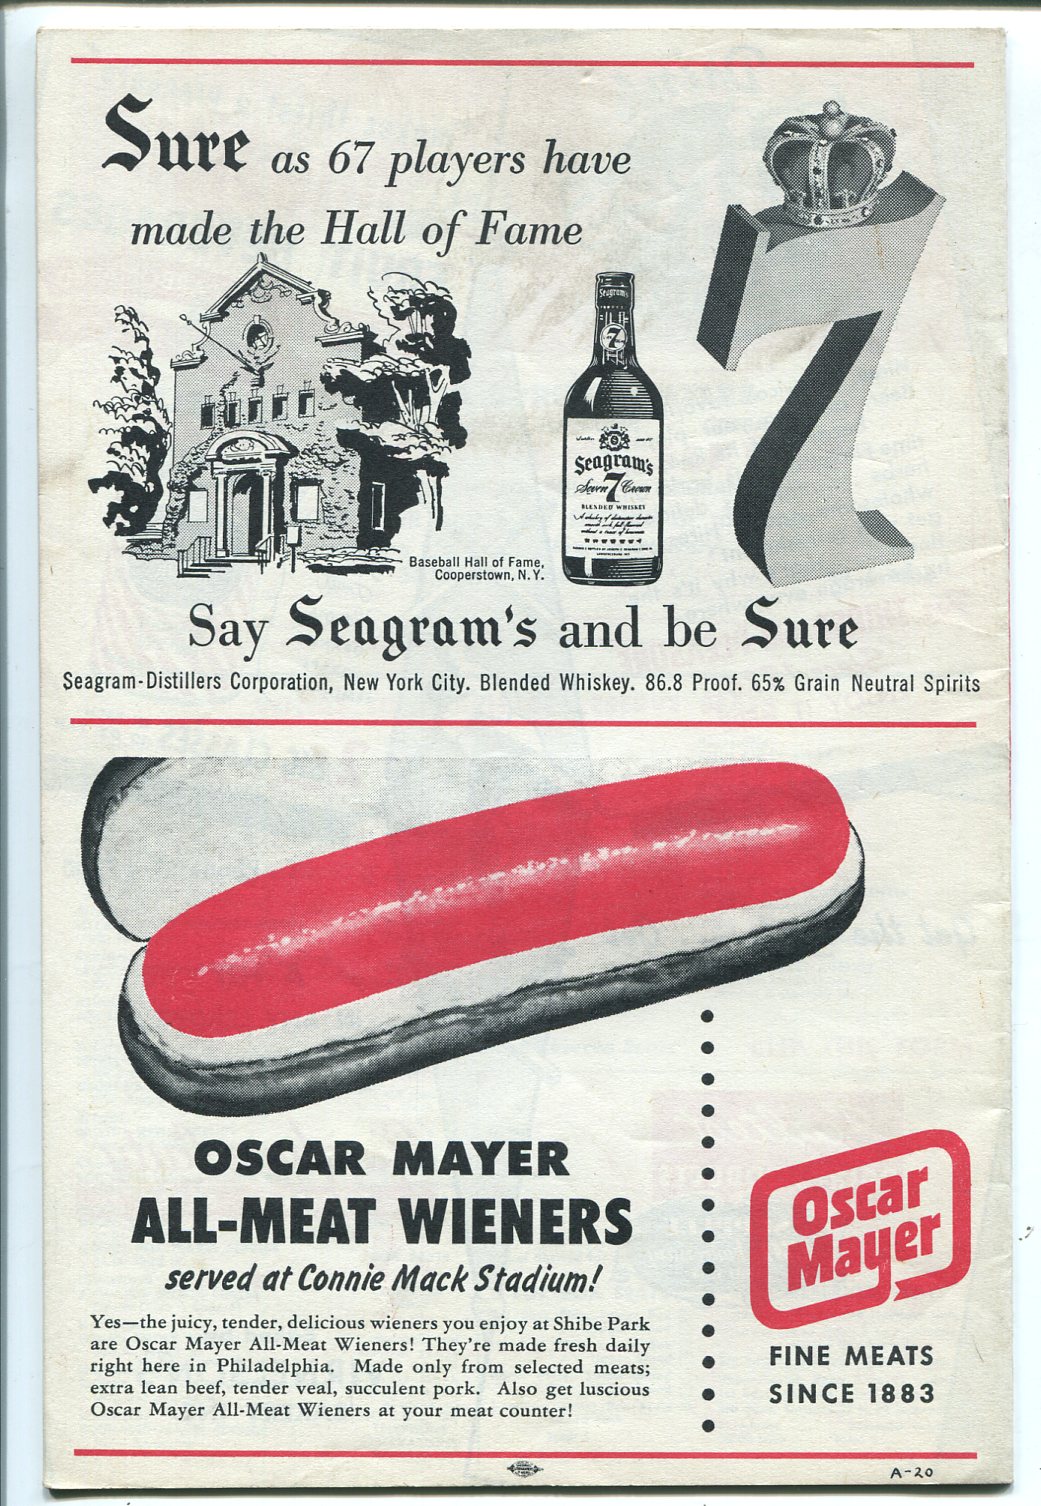 Sure as 67 players have
made the Hall of Fame
Seagram's
7
Seagram's
Seven 7 Crown
BLENDED WHISKEY
7
Baseball Hall of Fame,
Cooperstown, N.Y.
Say Seagram's and be Sure
Seagram-Distillers Corporation, New York City. Blended Whiskey. 86.8 Proof. 65% Grain Neutral Spirits
OSCAR MAYER
ALL-MEAT WIENERS
served at Connie Mack Stadium!
Yes—the juicy, tender, delicious wieners you enjoy at Shibe Park
are Oscar Mayer All-Meat Wieners! They're made fresh daily
right here in Philadelphia. Made only from selected meats;
extra lean beef, tender veal, succulent pork. Also get luscious
Oscar Mayer All-Meat Wieners at your meat counter!
Oscar
Mayer
FINE MEATS
SINCE 1883
A-20